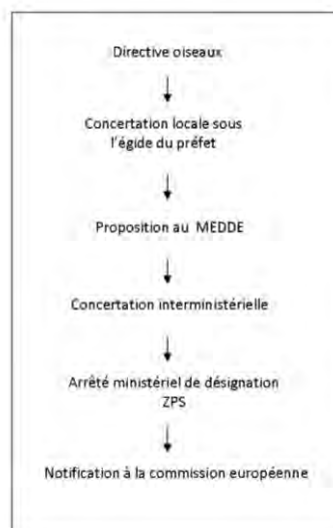 Directive oiseaux
Concertation locale sous
l'égide du préfet
Proposition au MEDDE
Concertation interministérielle
Arrêté ministériel de désignation
ZPS
Notification à la commission européenne